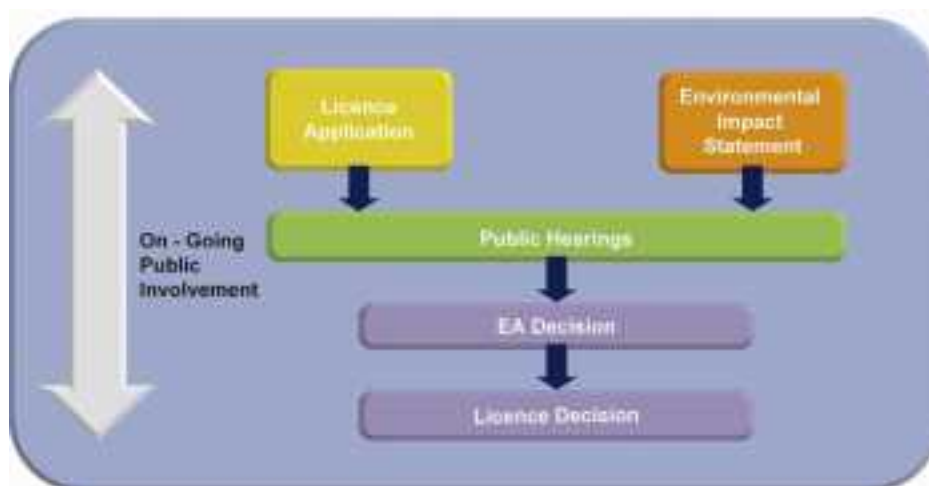 Licence
Application
Environmental
Impact
Statement
On - Going
Public
Involvement
Public Hearings
EA Decision
Licence Decision